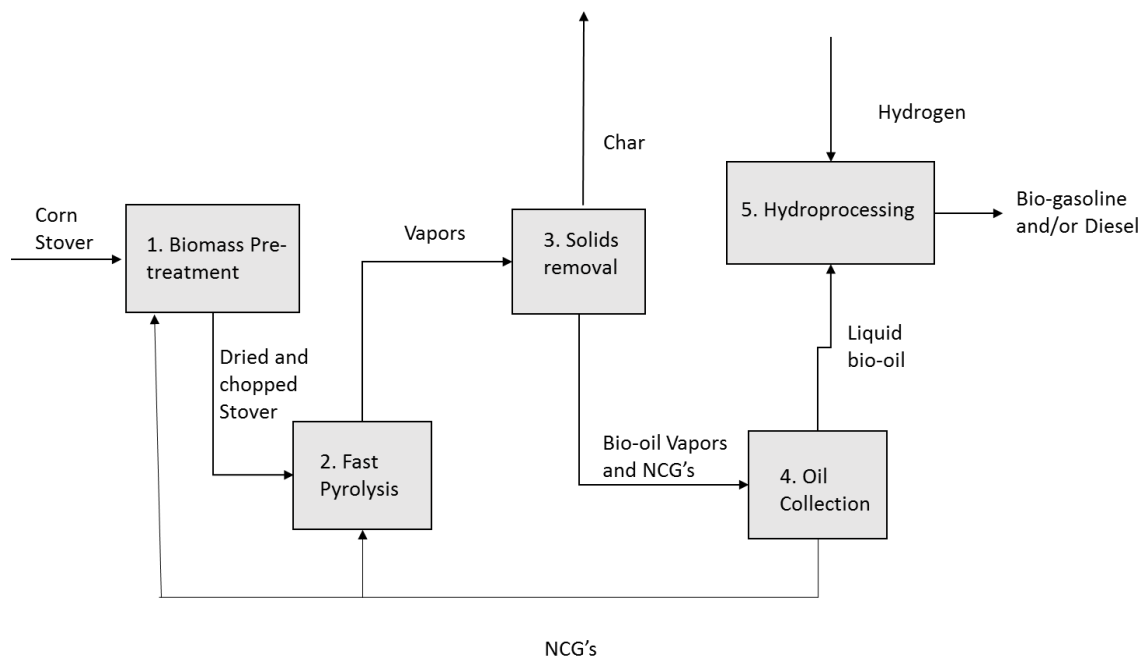 Corn
Stover
1. Biomass Pre-
treatment
Dried and
chopped
Stover
2. Fast
Pyrolysis
Vapors
3. Solids
removal
Char
Bio-oil Vapors
and NCG’s
4. Oil
Collection
Liquid
bio-oil
5. Hydroprocessing
Hydrogen
Bio-gasoline
and/or Diesel
NCG’s